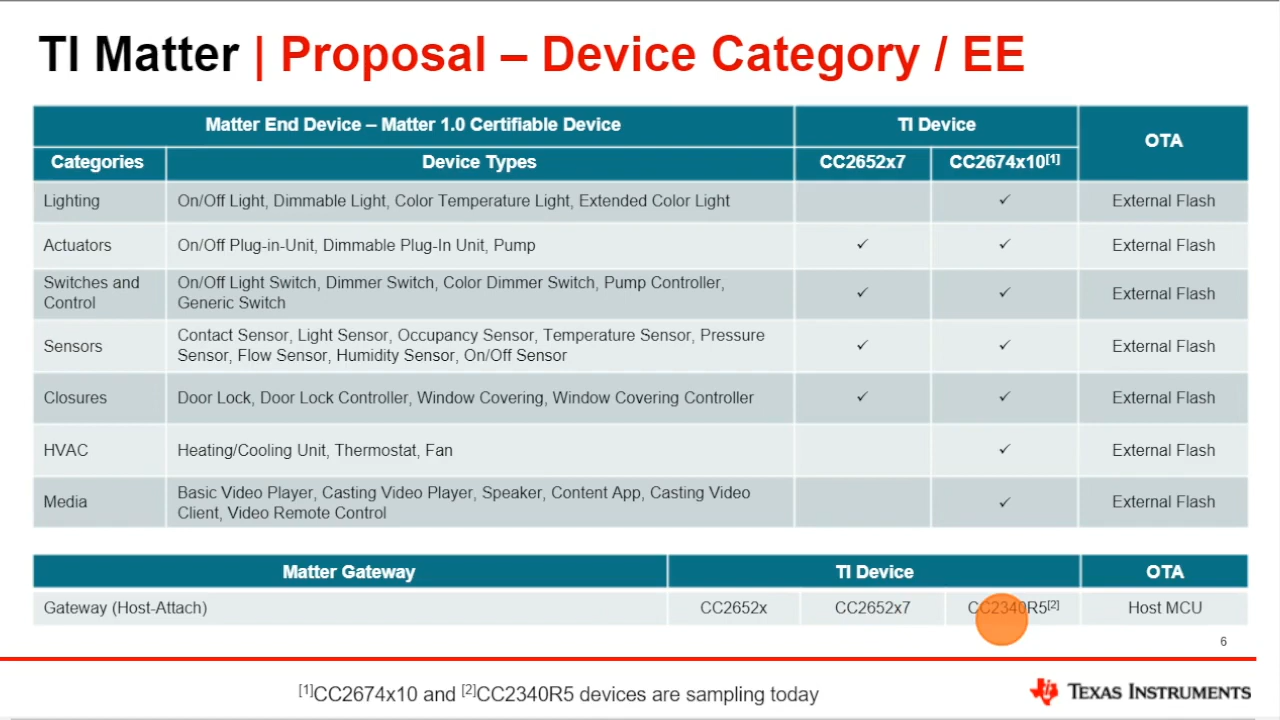 TI Matter | Proposal – Device Category / EE
Matter End Device – Matter 1.0 Certifiable Device
TI Device
OTA
Categories
Device Types
CC2652x7
CC2674x10[1]
Lighting
On/Off Light, Dimmable Light, Color Temperature Light, Extended Color Light
✓
External Flash
Actuators
On/Off Plug-in-Unit, Dimmable Plug-In Unit, Pump
✓
✓
External Flash
Switches and
Control
On/Off Light Switch, Dimmer Switch, Color Dimmer Switch, Pump Controller,
Generic Switch
✓
✓
External Flash
Sensors
Contact Sensor, Light Sensor, Occupancy Sensor, Temperature Sensor, Pressure
Sensor, Flow Sensor, Humidity Sensor, On/Off Sensor
✓
✓
External Flash
Closures
Door Lock, Door Lock Controller, Window Covering, Window Covering Controller
✓
✓
External Flash
HVAC
Heating/Cooling Unit, Thermostat, Fan
✓
External Flash
Media
Basic Video Player, Casting Video Player, Speaker, Content App, Casting Video
Client, Video Remote Control
✓
External Flash
Matter Gateway
TI Device
OTA
Gateway (Host-Attach)
CC2652x
CC2652x7
CC2340R5[2]
Host MCU
6
[1]CC2674x10 and [2]CC2340R5 devices are sampling today
TEXAS INSTRUMENTS